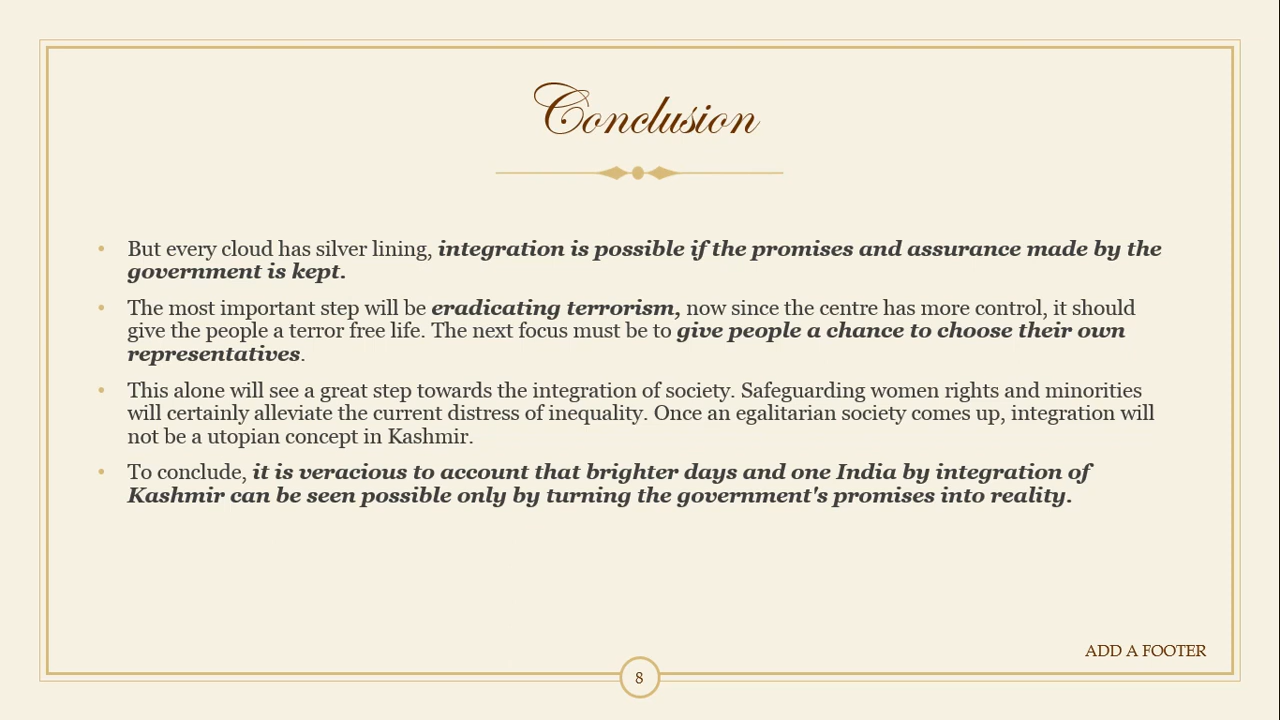 Conclusion
• But every cloud has silver lining, integration is possible if the promises and assurance made by the
government is kept.
• The most important step will be eradicating terrorism, now since the centre has more control, it should
give the people a terror free life. The next focus must be to give people a chance to choose their own
representatives.
• This alone will see a great step towards the integration of society. Safeguarding women rights and minorities
will certainly alleviate the current distress of inequality. Once an egalitarian society comes up, integration will
not be a utopian concept in Kashmir.
• To conclude, it is veracious to account that brighter days and one India by integration of
Kashmir can be seen possible only by turning the government's promises into reality.
ADD A FOOTER
8